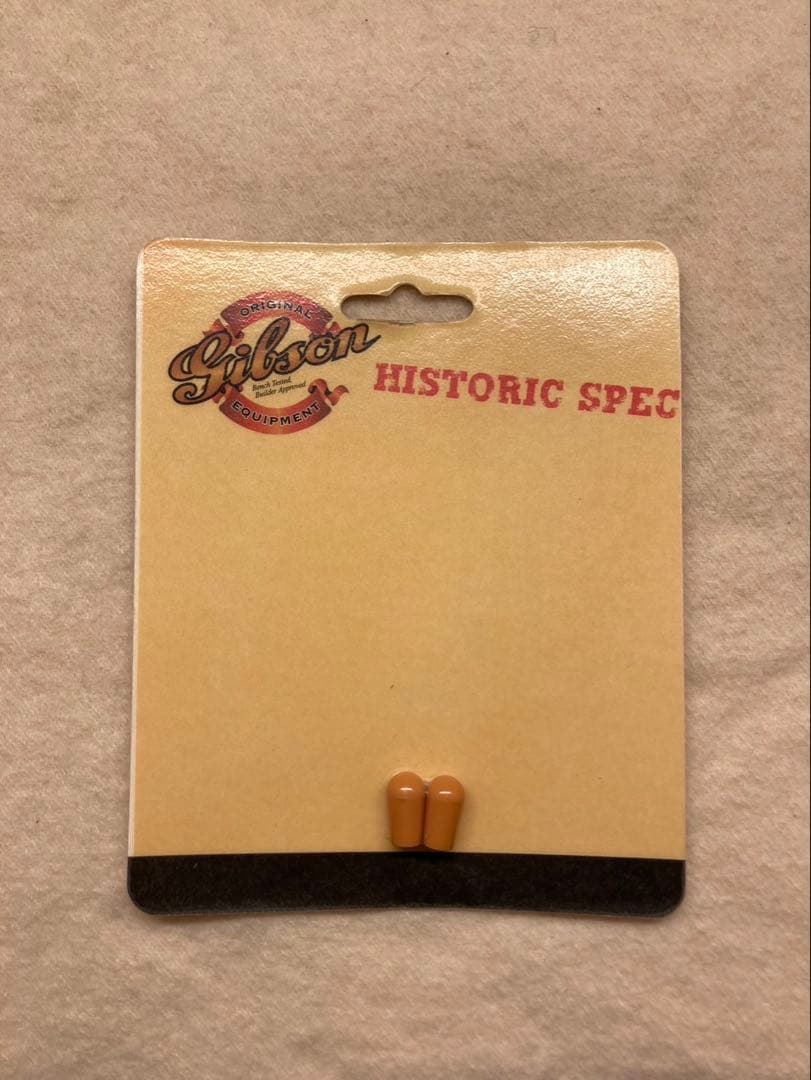 ORIGINAL
Gibson
Bench Tested,
Builder Approved
EQUIPMENT
HISTORIC SPEC